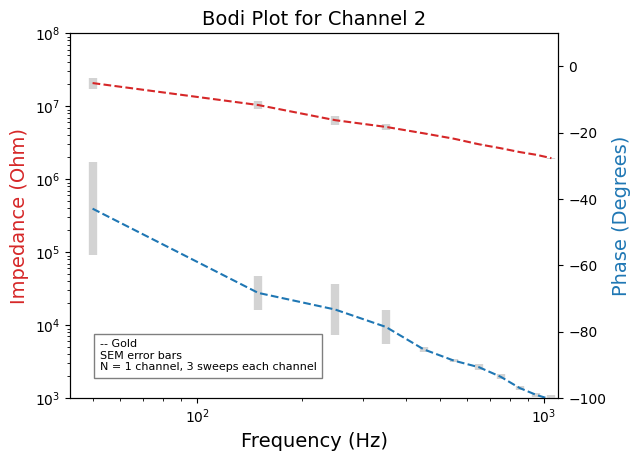 Bodi Plot for Channel 2
10^8
10^7
10^6
10^5
10^4
10^3
Impedance (Ohm)
0
−20
−40
−60
−80
−100
Phase (Degrees)
-- Gold
SEM error bars
N = 1 channel, 3 sweeps each channel
10^2
10^3
Frequency (Hz)